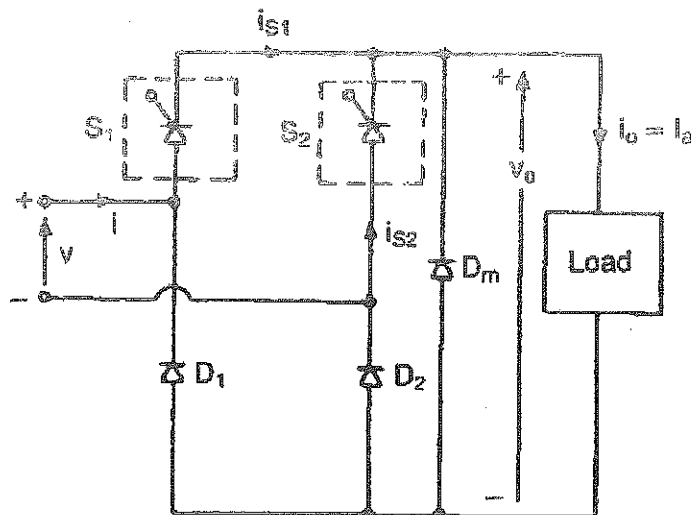 iS1
S1
S2
+
i
v
−
iS2
Dm
+
v0
−
io = Ia
Load
D1
D2